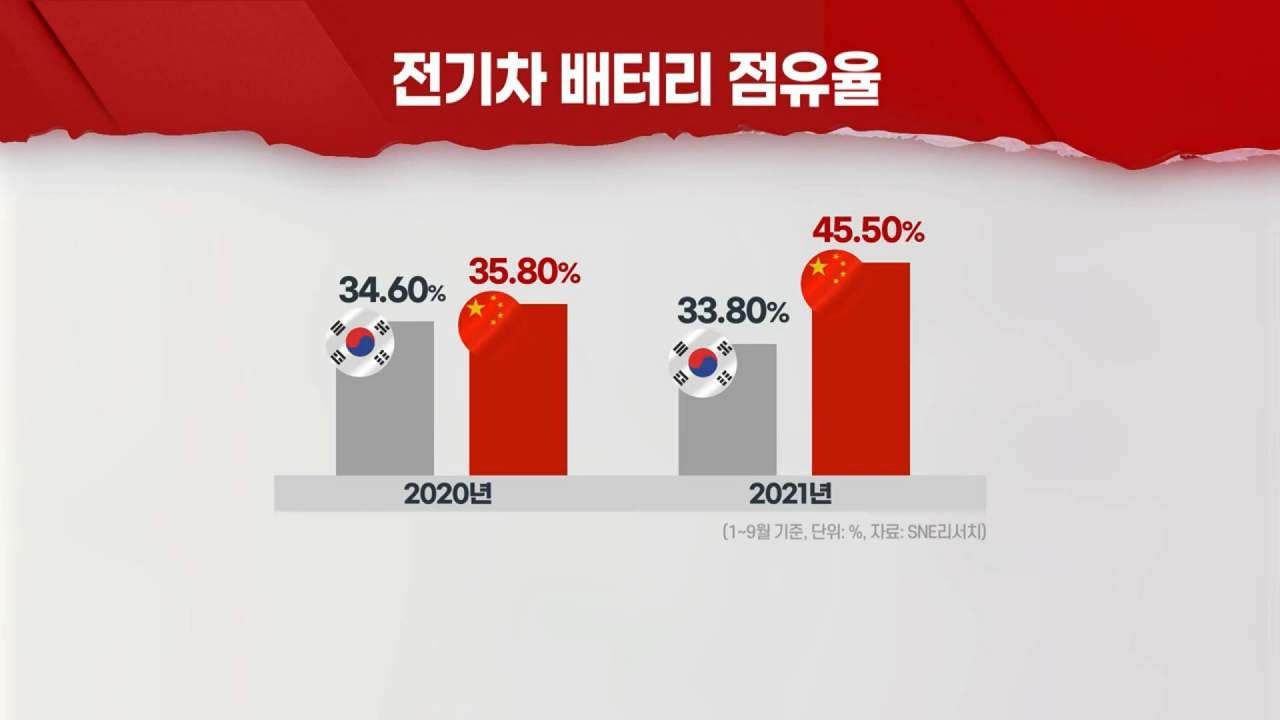 전기차 배터리 점유율
34.60%
35.80%
33.80%
45.50%
2020년
2021년
(1~9월 기준, 단위: %, 자료: SNE리서치)